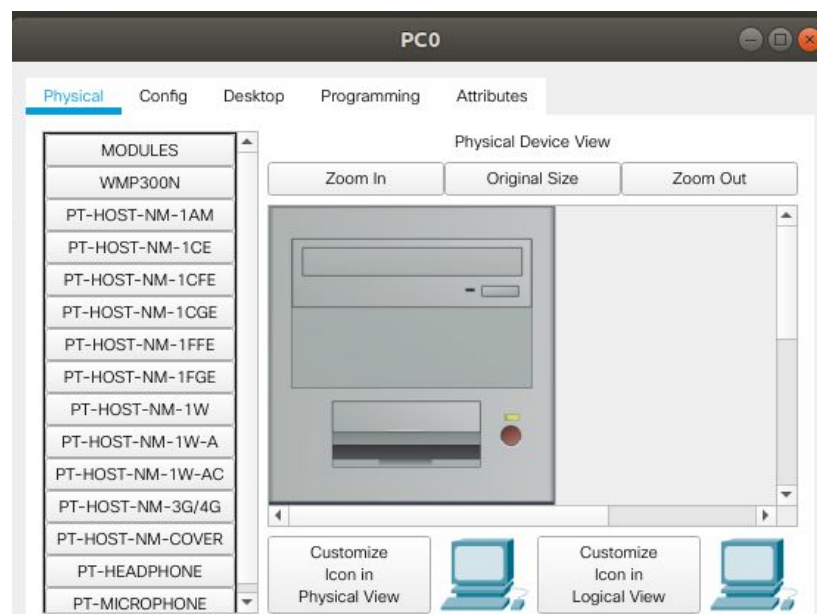 PC0
Physical Config Desktop Programming Attributes
MODULES
WMP300N
PT-HOST-NM-1AM
PT-HOST-NM-1CE
PT-HOST-NM-1CFE
PT-HOST-NM-1CGE
PT-HOST-NM-1FFE
PT-HOST-NM-1FGE
PT-HOST-NM-1W
PT-HOST-NM-1W-A
PT-HOST-NM-1W-AC
PT-HOST-NM-3G/4G
PT-HOST-NM-COVER
PT-HEADPHONE
PT-MICROPHONE
Physical Device View
Zoom In Original Size Zoom Out
Customize
Icon in
Physical View
Customize
Icon in
Logical View